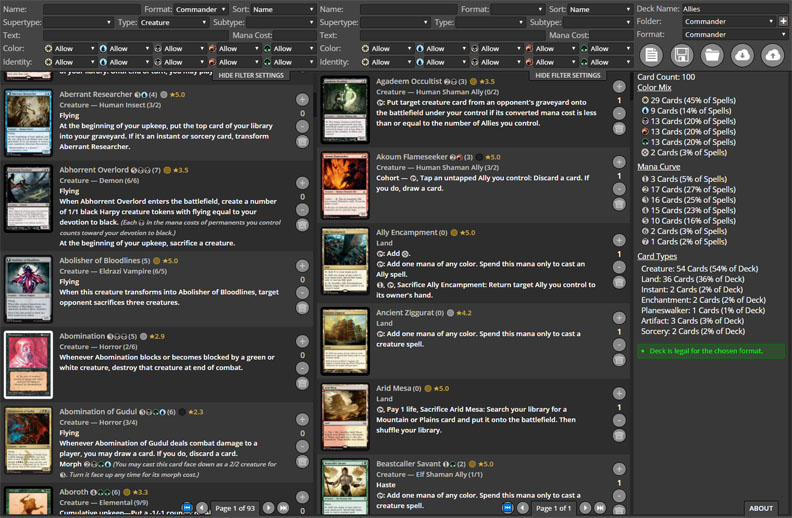 Name:
Format: Commander
Sort: Name
Supertype:
Type: Creature
Subtype:
Text:
Mana Cost:
Color: Allow Allow Allow Allow Allow
Identity: Allow Allow Allow Allow Allow
HIDE FILTER SETTINGS
Aberrant Researcher (4) ★5.0
Creature — Human Insect (3/2)
Flying
At the beginning of your upkeep, put the top card of your library
into your graveyard. If it's an instant or sorcery card, transform
Aberrant Researcher.
+
0
-
Abhorrent Overlord (7) ★3.5
Creature — Demon (6/6)
Flying
When Abhorrent Overlord enters the battlefield, create a number
of 1/1 black Harpy creature tokens with flying equal to your
devotion to black. (Each in the mana costs of permanents you control
counts toward your devotion to black.)
At the beginning of your upkeep, sacrifice a creature.
+
0
-
Abolisher of Bloodlines (5) ★5.0
Creature — Eldrazi Vampire (6/5)
Flying
When this creature transforms into Abolisher of Bloodlines, target
opponent sacrifices three creatures.
+
0
-
Abomination (5) ★2.9
Creature — Horror (2/6)
Whenever Abomination blocks or becomes blocked by a green or
white creature, destroy that creature at end of combat.
+
0
-
Abomination of Gudul (6) ★2.3
Creature — Horror (3/4)
Flying
Whenever Abomination of Gudul deals combat damage to a
player, you may draw a card. If you do, discard a card.
Morph (You may cast this card face down as a 2/2 creature for
3. Turn it face up any time for its morph cost.)
+
0
-
Aboroth (6) ★3.3
Creature — Elemental (9/9)
Cumulative upkeep—Put a -1/-1 counter
+
0
Page 1 of 93
Name:
Format:
Sort: Name
Supertype:
Type:
Subtype:
Text:
Mana Cost:
Color: Allow Allow Allow Allow Allow
Identity: Allow Allow Allow Allow Allow
HIDE FILTER SETTINGS
Agadeem Occultist (3) ★3.5
Creature — Human Shaman Ally (0/2)
: Put target creature card from an opponent's graveyard onto
the battlefield under your control if its converted mana cost is less
than or equal to the number of Allies you control.
+
1
-
Akoum Flameseeker (3) ★5.0
Creature — Human Shaman Ally (3/2)
Cohort — , Tap an untapped Ally you control: Discard a card. If
you do, draw a card.
+
1
-
Ally Encampment (0) ★5.0
Land
: Add .
: Add one mana of any color. Spend this mana only to cast an
Ally spell.
, , Sacrifice Ally Encampment: Return target Ally you control to
its owner's hand.
+
1
-
Ancient Ziggurat (0) ★4.2
Land
: Add one mana of any color. Spend this mana only to cast a
creature spell.
+
1
-
Arid Mesa (0) ★5.0
Land
, Pay 1 life, Sacrifice Arid Mesa: Search your library for a
Mountain or Plains card and put it onto the battlefield. Then
shuffle your library.
+
1
-
Beastcaller Savant (2) ★5.0
Creature — Elf Shaman Ally (1/1)
Haste
: Add one mana of any color. Spend this mana only to cast a
creature spell.
+
1
-
Page 1 of 1
Deck Name: Allies
Folder: Commander
Format: Commander
Card Count: 100
Color Mix
29 Cards (45% of Spells)
9 Cards (14% of Spells)
13 Cards (20% of Spells)
13 Cards (20% of Spells)
13 Cards (20% of Spells)
2 Cards (3% of Spells)
Mana Curve
3 Cards (5% of Spells)
17 Cards (27% of Spells)
16 Cards (25% of Spells)
15 Cards (23% of Spells)
10 Cards (16% of Spells)
2 Cards (3% of Spells)
1 Cards (2% of Spells)
Card Types
Creature: 54 Cards (54% of Deck)
Land: 36 Cards (36% of Deck)
Instant: 2 Cards (2% of Deck)
Enchantment: 2 Cards (2% of Deck)
Planeswalker: 1 Cards (1% of Deck)
Artifact: 3 Cards (3% of Deck)
Sorcery: 2 Cards (2% of Deck)
Deck is legal for the chosen format.
ABOUT